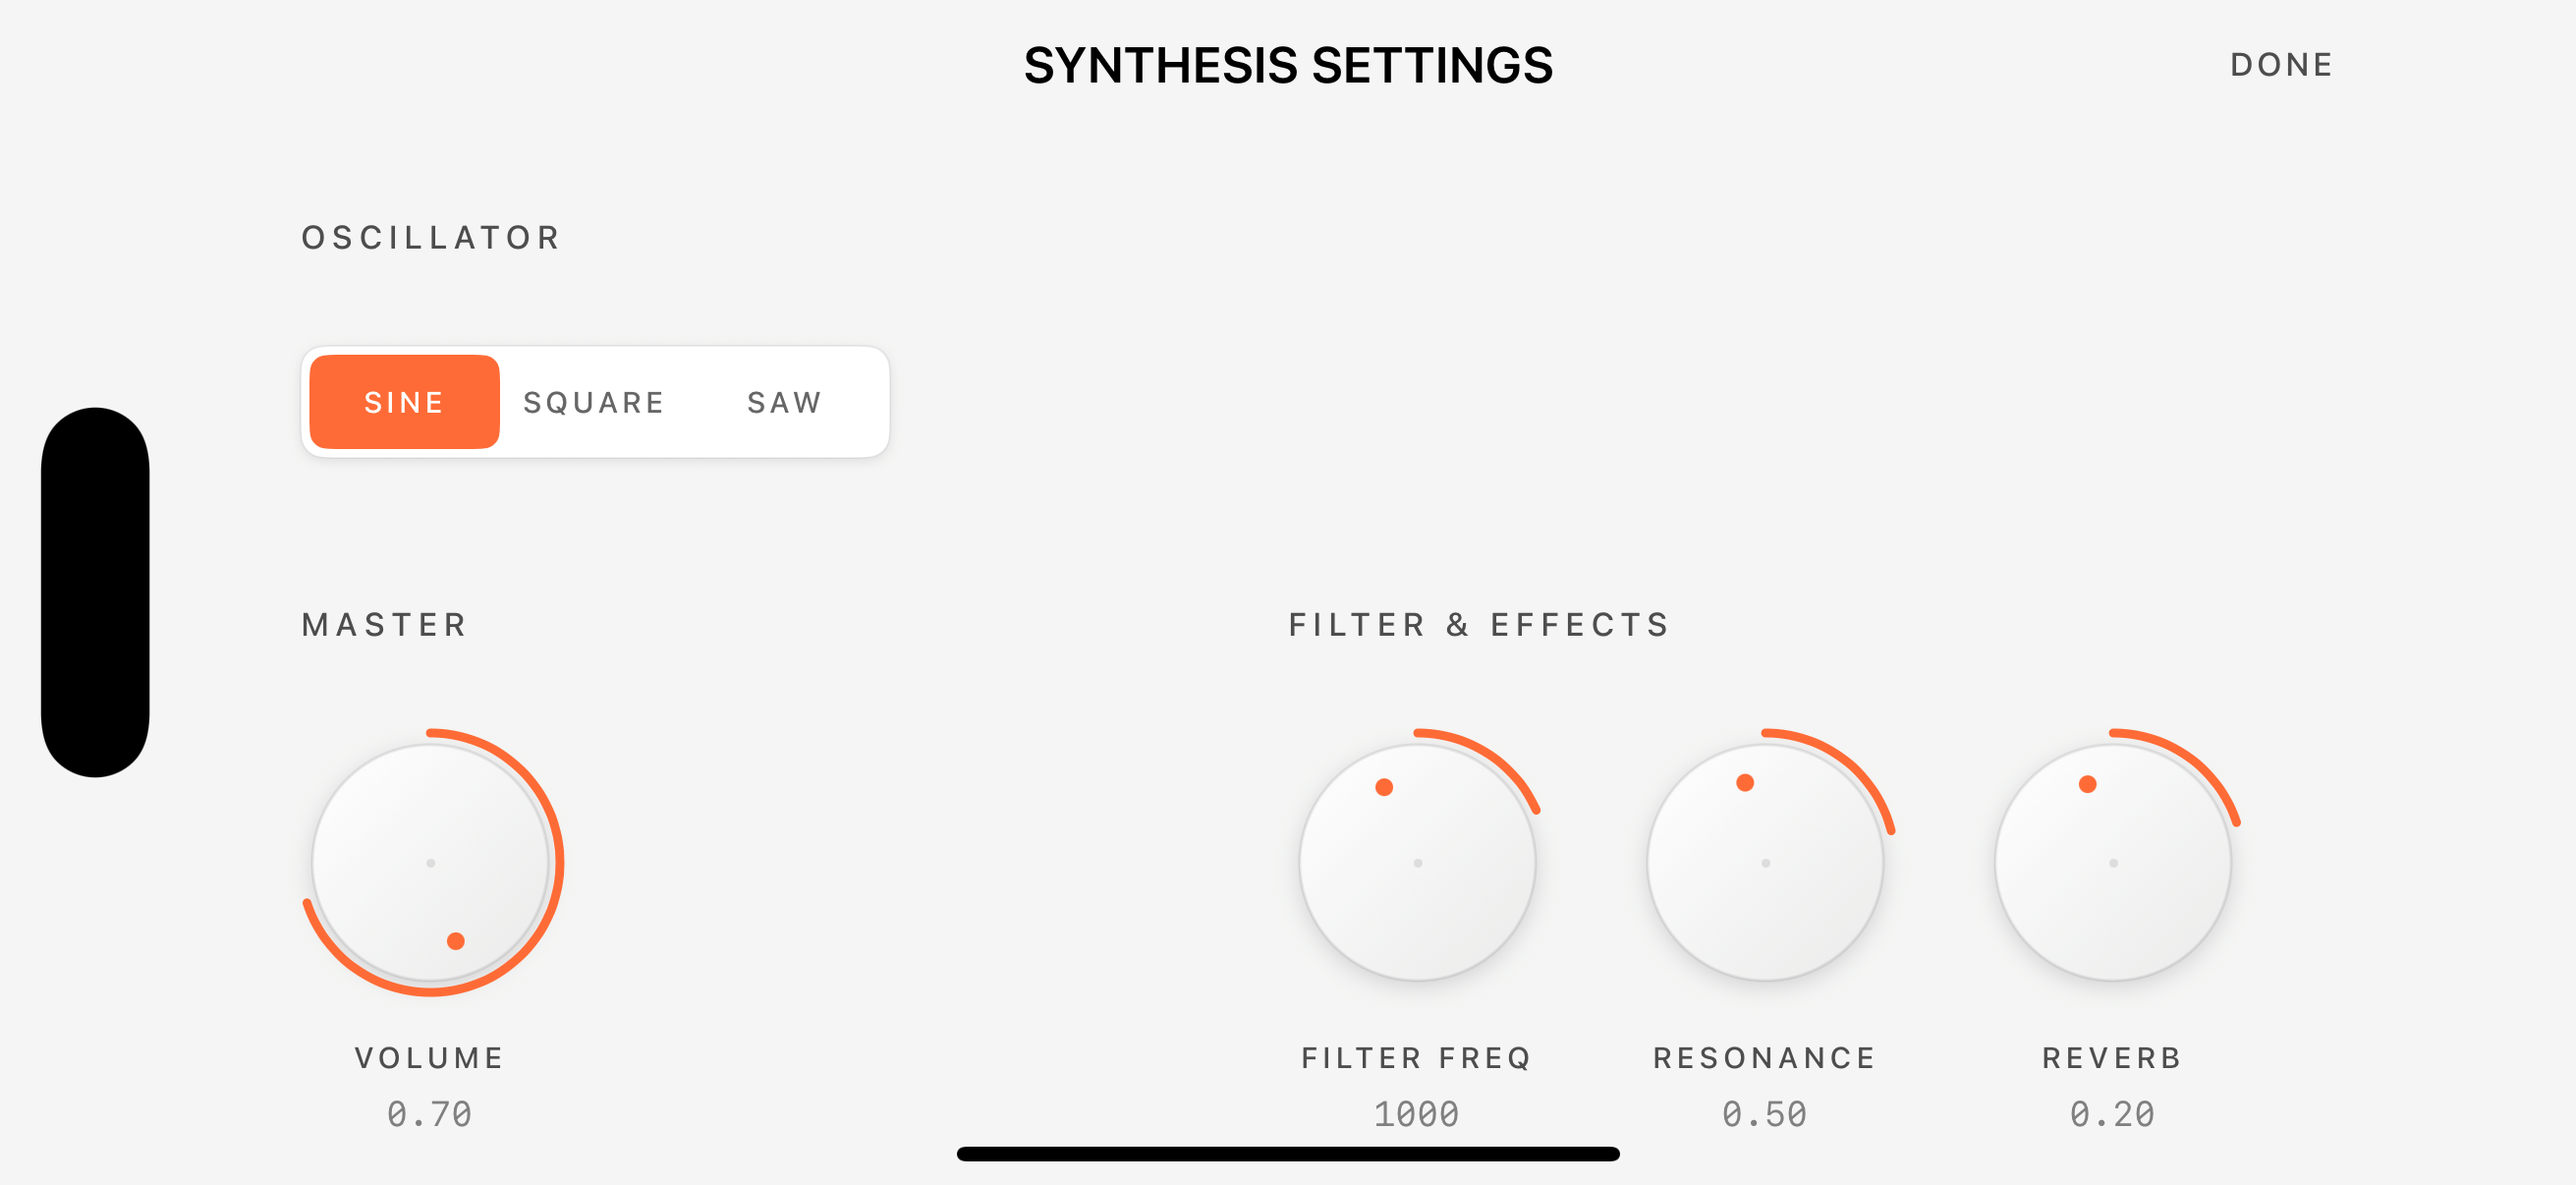 SYNTHESIS SETTINGS
DONE
OSCILLATOR
SINE SQUARE SAW
MASTER
FILTER & EFFECTS
VOLUME
0.70
FILTER FREQ
1000
RESONANCE
0.50
REVERB
0.20